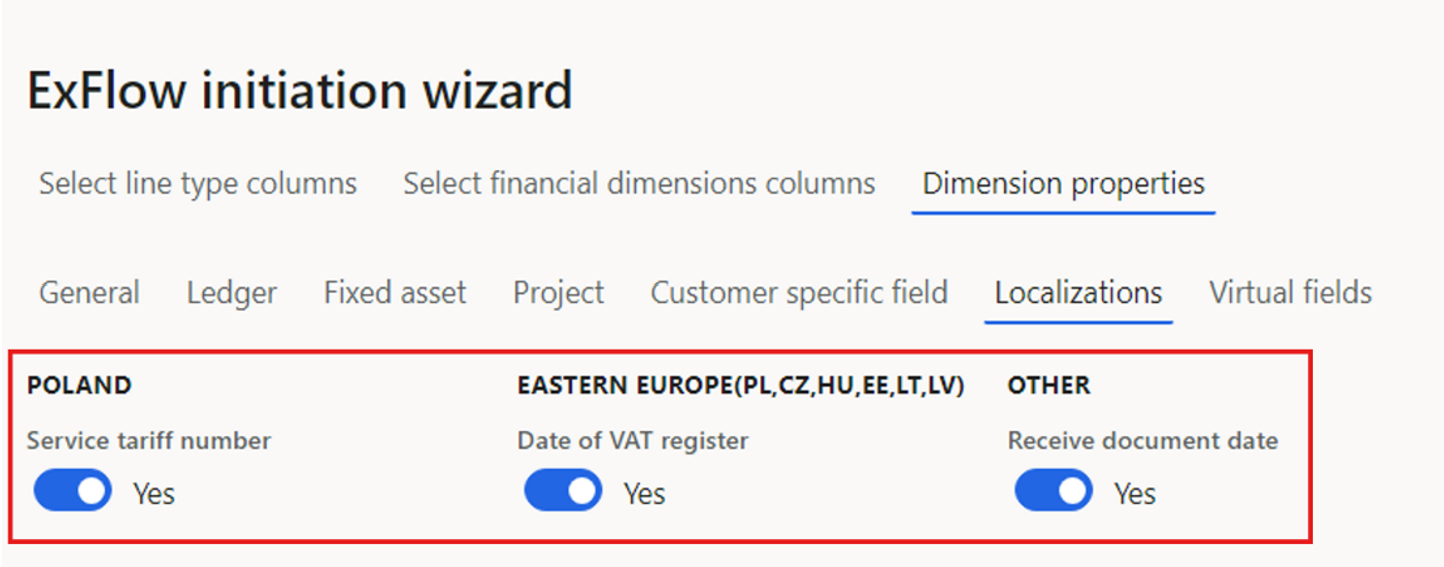 ExFlow initiation wizard
Select line type columns Select financial dimensions columns Dimension properties
General Ledger Fixed asset Project Customer specific field Localizations Virtual fields
POLAND EASTERN EUROPE(PL,CZ,HU,EE,LT,LV) OTHER
Service tariff number Date of VAT register Receive document date
Yes Yes Yes